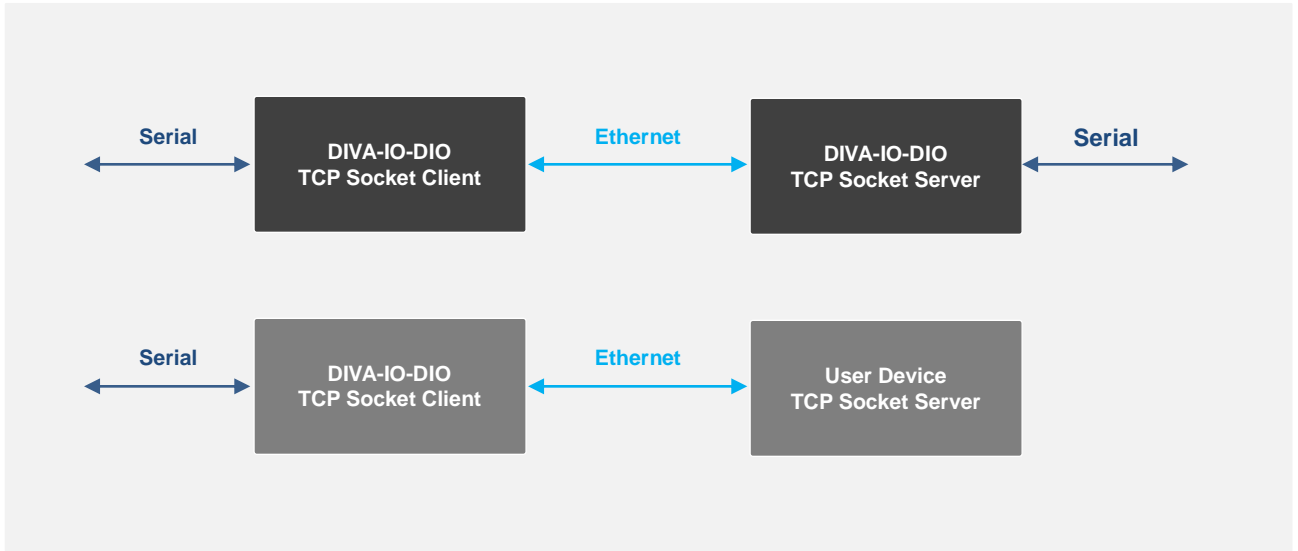 Serial
DIVA-IO-DIO
TCP Socket Client
Ethernet
DIVA-IO-DIO
TCP Socket Server
Serial
Serial
DIVA-IO-DIO
TCP Socket Client
Ethernet
User Device
TCP Socket Server